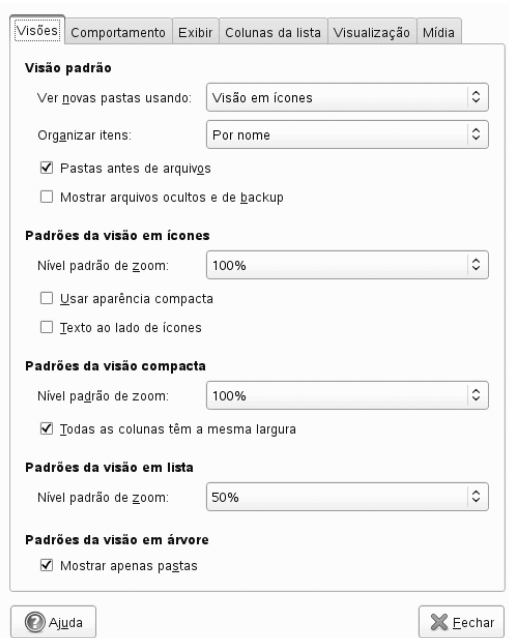 Visões Comportamento Exibir Colunas da lista Visualização Mídia
Visão padrão
Ver novas pastas usando: Visão em ícones
Organizar itens: Por nome
Pastas antes de arquivos
Mostrar arquivos ocultos e de backup
Padrões da visão em ícones
Nível padrão de zoom: 100%
Usar aparência compacta
Texto ao lado de ícones
Padrões da visão compacta
Nível padrão de zoom: 100%
Todas as colunas têm a mesma largura
Padrões da visão em lista
Nível padrão de zoom: 50%
Padrões da visão em árvore
Mostrar apenas pastas
Ajuda Fechar